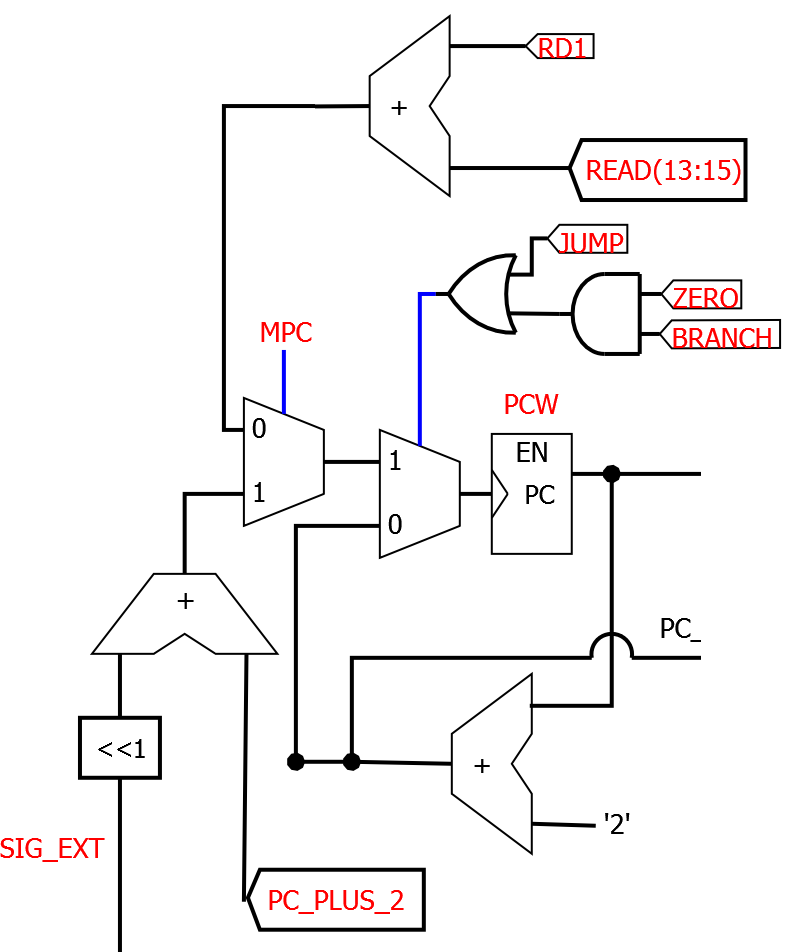 RD1
+
READ(13:15)
JUMP
ZERO
MPC
BRANCH
PCW
0
EN
1
1
PC
0
+
PC_
<<1
+
'2'
SIG_EXT
PC_PLUS_2